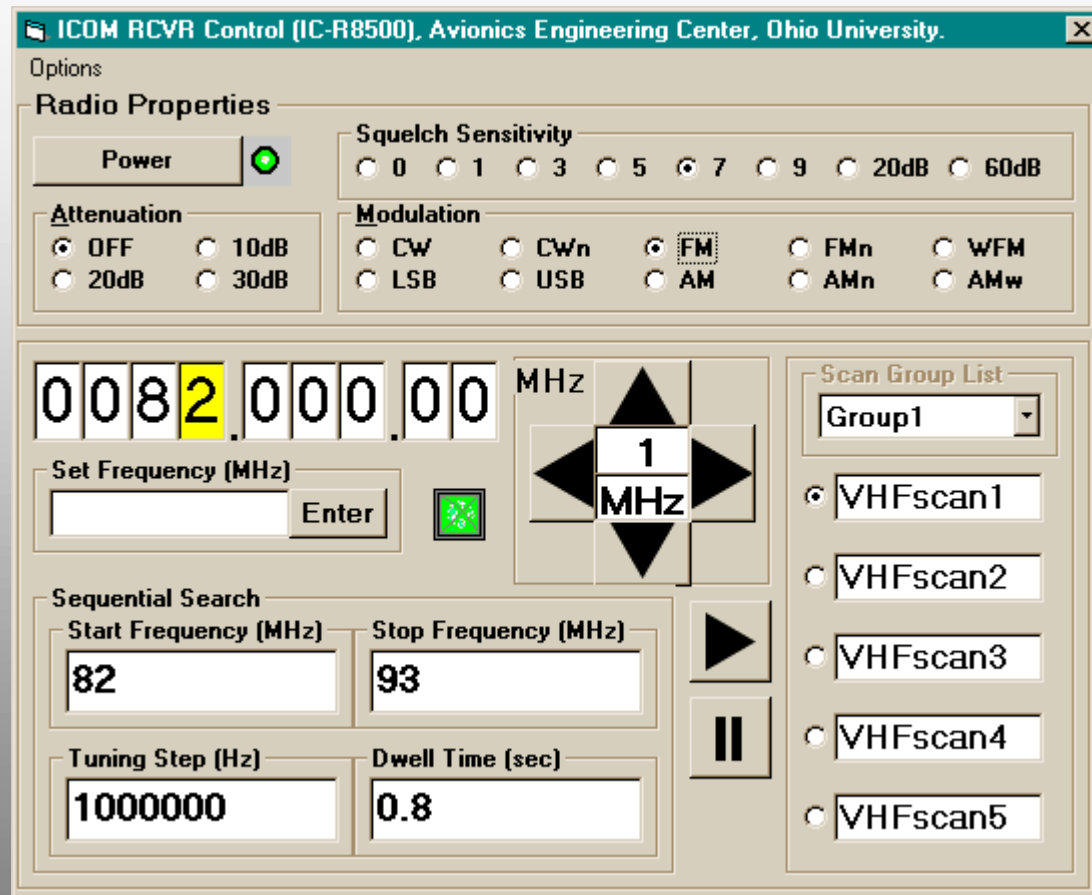 ICOM RCVR Control (IC-R8500), Avionics Engineering Center, Ohio University.
Options
Radio Properties
Power
Squelch Sensitivity
0 1 3 5 7 9 20dB 60dB
Attenuation
OFF 10dB
20dB 30dB
Modulation
CW CWn FM FMn WFM
LSB USB AM AMn AMw
0082.000.00
MHz
1
MHz
Set Frequency (MHz)
Enter
Scan Group List
Group1
VHFscan1
VHFscan2
VHFscan3
VHFscan4
VHFscan5
Sequential Search
Start Frequency (MHz) Stop Frequency (MHz)
82 93
Tuning Step (Hz) Dwell Time (sec)
1000000 0.8